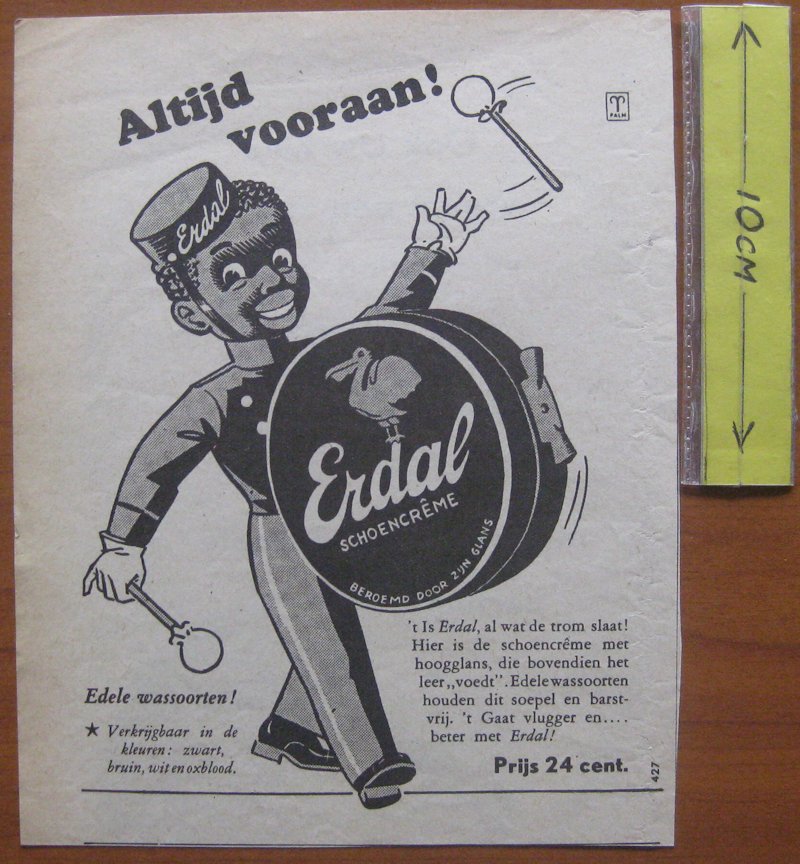 Altijd
vooraan!
PALM
10CM
Erdal
Erdal
SCHOENCRÊME
BEROEMD DOOR ZIJN GLANS
't Is Erdal, al wat de trom slaat!
Hier is de schoencrême met
hoogglans, die bovendien het
leer „voedt”. Edele wassoorten
houden dit soepel en barst-
vrij. 't Gaat vlugger en....
beter met Erdal!
Prijs 24 cent.
427
Edele wassoorten!
★ Verkrijgbaar in de
kleuren: zwart,
bruin, wit en oxblood.